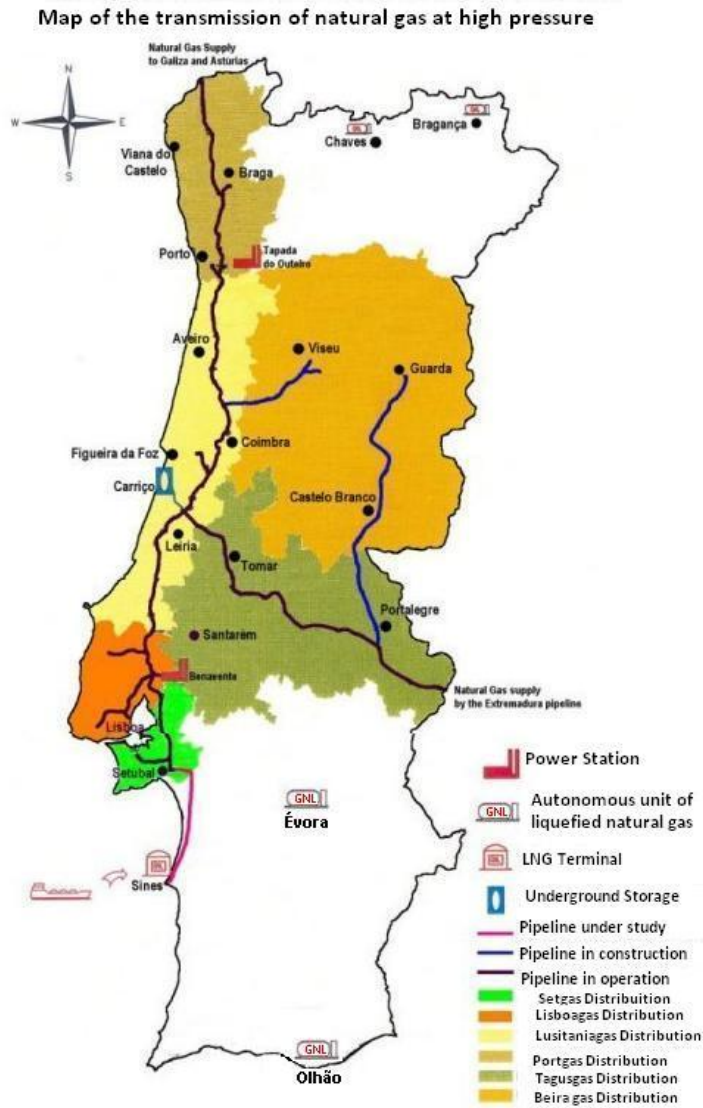 Map of the transmission of natural gas at high pressure
Natural Gas Supply
to Galiza and Astúrias
N
W
E
S
Viana do
Castelo
Braga
Chaves
Bragança
Porto
Tapada
do Outeiro
Aveiro
Viseu
Guarda
Coimbra
Figueira da Foz
Carriço
Castelo Branco
Leiria
Tomar
Portalegre
Santarém
Benavente
Natural Gas supply
by the Extremadura pipeline
Lisboa
Setubal
GNL
Évora
Sines
GNL
Olhão
Power Station
GNL
Autonomous unit of
liquefied natural gas
LNG Terminal
Underground Storage
Pipeline under study
Pipeline in construction
Pipeline in operation
Setgas Distribuition
Lisboagas Distribution
Lusitaniagas Distribution
Portgas Distribution
Tagusgas Distribution
Beira gas Distribution